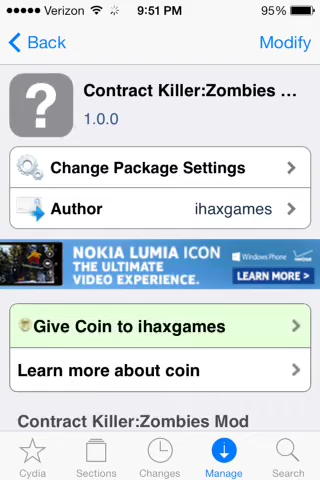 Verizon 9:51 PM 95%
Back Modify
Contract Killer:Zombies ...
1.0.0
Change Package Settings
Author ihaxgames
NOKIA LUMIA ICON
THE ULTIMATE
VIDEO EXPERIENCE.
Windows Phone verizon
LEARN MORE >
Give Coin to ihaxgames
Learn more about coin
Contract Killer:Zombies Mod
Cydia Sections Changes Manage Search